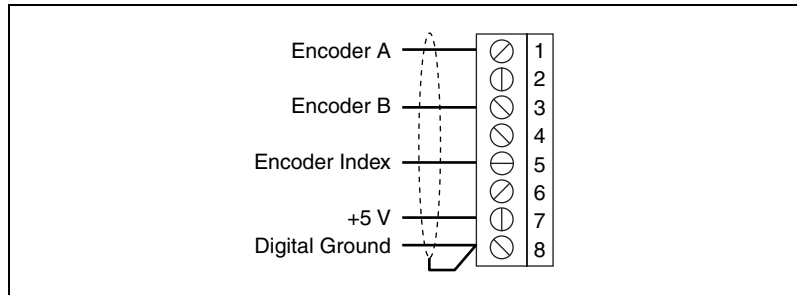 Encoder A 1
2
Encoder B 3
4
Encoder Index 5
6
+5 V 7
Digital Ground 8